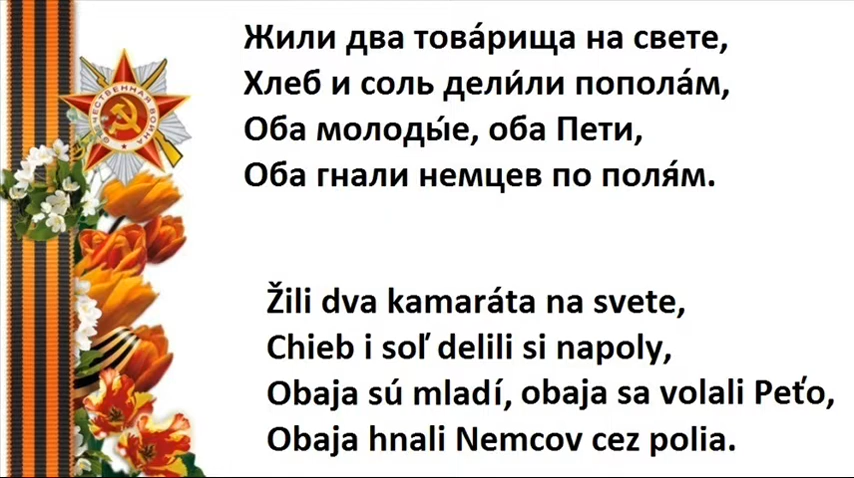 Жили два това́рища на свете,
Хлеб и соль дели́ли попола́м,
Оба молоды́е, оба Пети,
Оба гнали немцев по поля́м.
Žili dva kamaráta na svete,
Chieb i soľ delili si napoly,
Obaja sú mladí, obaja sa volali Peťo,
Obaja hnali Nemcov cez polia.
ОТЕЧЕСТВЕННАЯ ВОЙНА